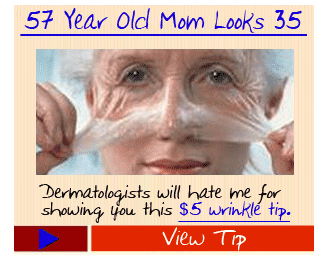 57 Year Old Mom Looks 35
Dermatologists will hate me for
showing you this $5 wrinkle tip.
View Tip